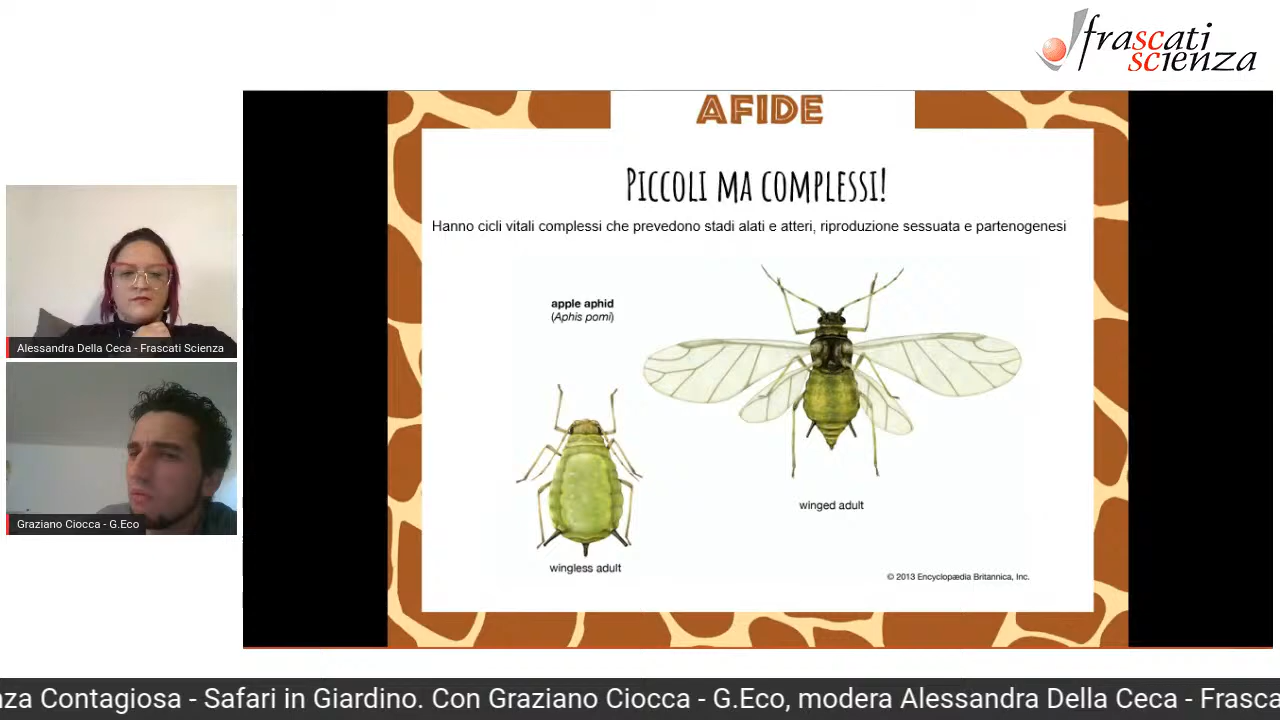 frascati
scienza
AFIDE
Piccoli ma complessi!
Hanno cicli vitali complessi che prevedono stadi alati e atteri, riproduzione sessuata e partenogenesi
apple aphid
(Aphis pomi)
winged adult
wingless adult
© 2013 Encyclopædia Britannica, Inc.
Alessandra Della Ceca - Frascati Scienza
Graziano Ciocca - G.Eco
nza Contagiosa - Safari in Giardino. Con Graziano Ciocca - G.Eco, modera Alessandra Della Ceca - Frasca